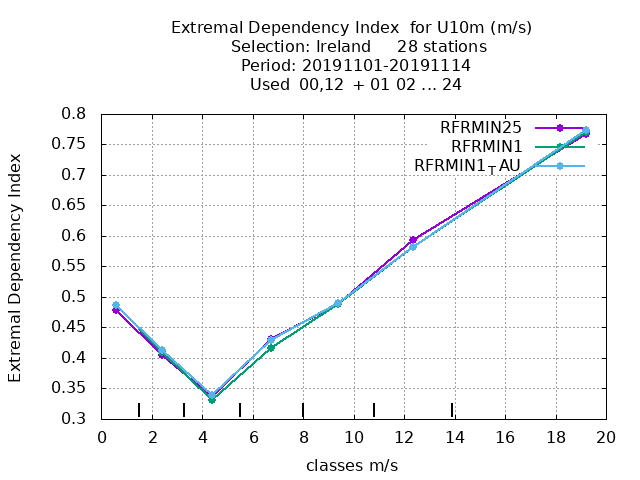 Extremal Dependency Index  for U10m (m/s)
Selection: Ireland     28 stations
Period: 20191101-20191114
Used  00,12  + 01 02 ... 24
RFRMIN25
RFRMIN1
RFRMIN1TAU
Extremal Dependency Index
0.8
0.75
0.7
0.65
0.6
0.55
0.5
0.45
0.4
0.35
0.3
0 2 4 6 8 10 12 14 16 18 20
classes m/s